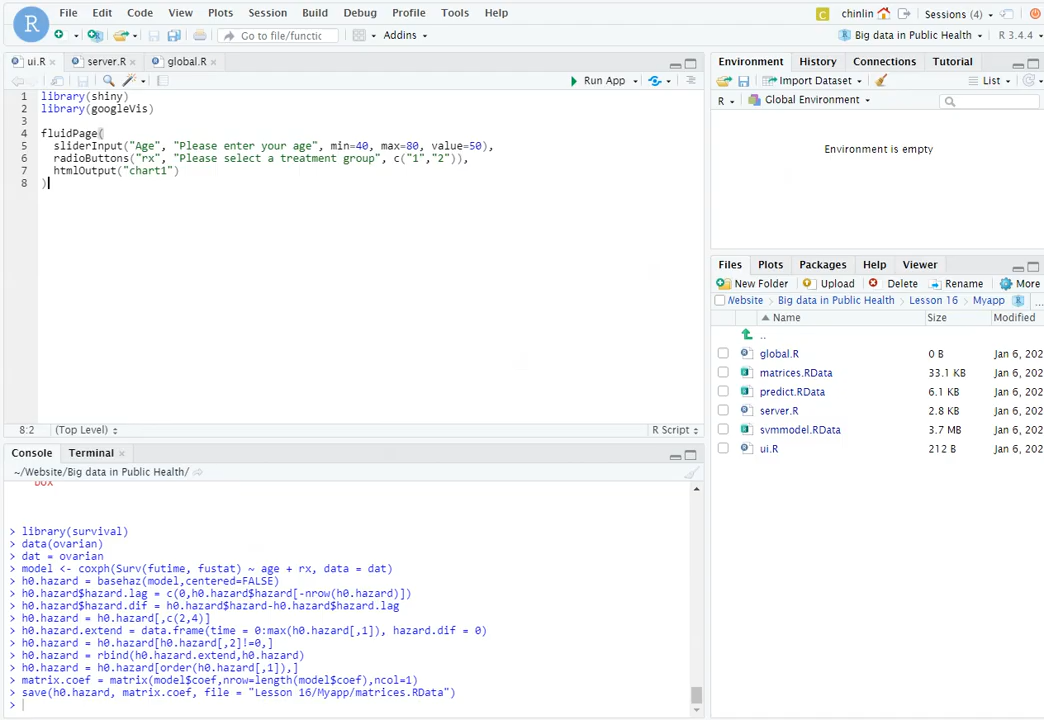 R File Edit Code View Plots Session Build Debug Profile Tools Help C chinlin Sessions (4)
Go to file/functic Addins Big data in Public Health R 3.4.4
ui.R server.R global.R
Run App
1 library(shiny)
2 library(googleVis)
3
4 fluidPage(
5 sliderInput("Age", "Please enter your age", min=40, max=80, value=50),
6 radioButtons("rx", "Please select a treatment group", c("1","2")),
7 htmlOutput("chart1")
8 )
8:2 (Top Level) R Script
Console Terminal
~/Website/Big data in Public Health/
box
> library(survival)
> data(ovarian)
> dat = ovarian
> model <- coxph(Surv(futime, fustat) ~ age + rx, data = dat)
> h0.hazard = basehaz(model,centered=FALSE)
> h0.hazard$hazard.lag = c(0,h0.hazard$hazard[-nrow(h0.hazard)])
> h0.hazard$hazard.dif = h0.hazard$hazard-h0.hazard$hazard.lag
> h0.hazard = h0.hazard[,c(2,4)]
> h0.hazard.extend = data.frame(time = 0:max(h0.hazard[,1]), hazard.dif = 0)
> h0.hazard = h0.hazard[h0.hazard[,2]!=0,]
> h0.hazard = rbind(h0.hazard.extend,h0.hazard)
> h0.hazard = h0.hazard[order(h0.hazard[,1]),]
> matrix.coef = matrix(model$coef,nrow=length(model$coef),ncol=1)
> save(h0.hazard, matrix.coef, file = "Lesson 16/Myapp/matrices.RData")
>
Environment History Connections Tutorial
Import Dataset List
R Global Environment
Environment is empty
Files Plots Packages Help Viewer
New Folder Upload Delete Rename More
Website > Big data in Public Health > Lesson 16 > Myapp ...
Name Size Modified
..
global.R 0 B Jan 6, 202
matrices.RData 33.1 KB Jan 6, 202
predict.RData 6.1 KB Jan 6, 202
server.R 2.8 KB Jan 6, 202
svmmodel.RData 3.7 MB Jan 6, 202
ui.R 212 B Jan 6, 202